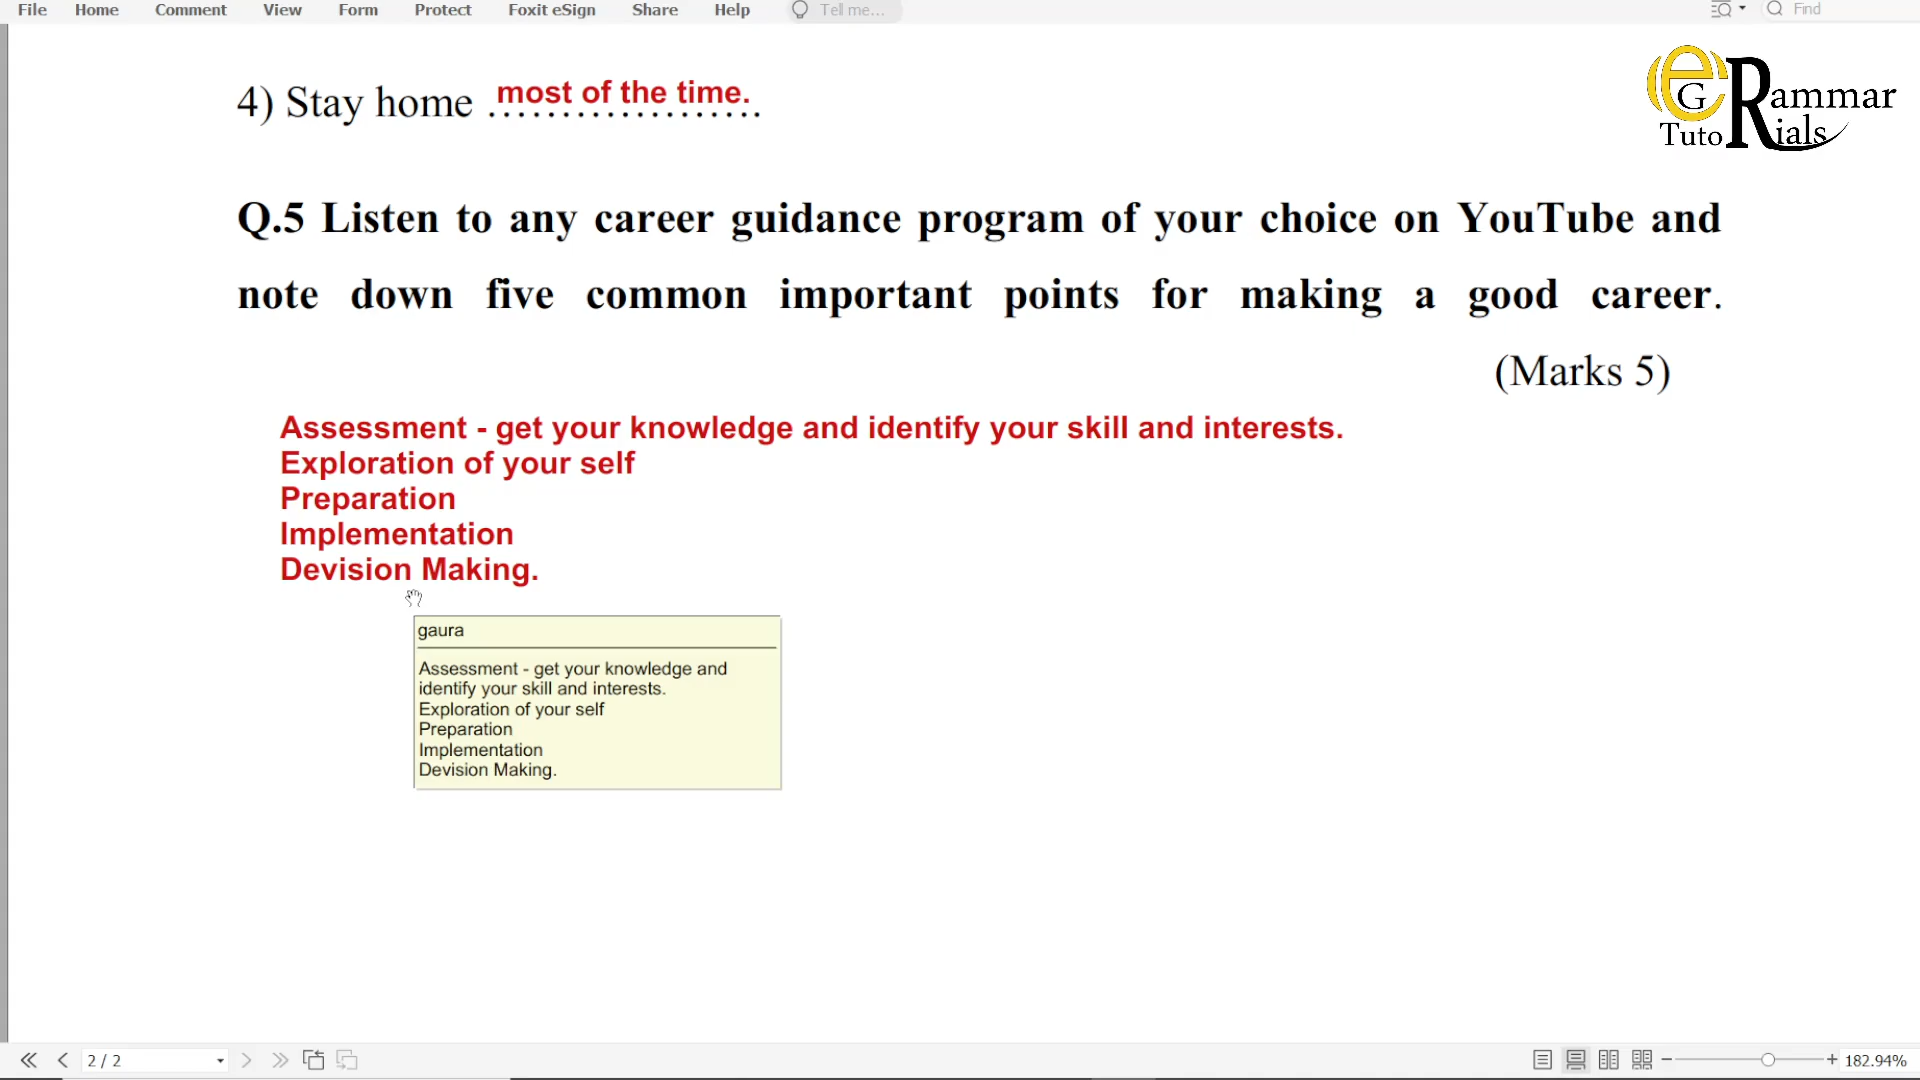 File Home Comment View Form Protect Foxit eSign Share Help Tell me... Find
4) Stay home ................... most of the time.
eG Rammar
TutoRials
Q.5 Listen to any career guidance program of your choice on YouTube and
note down five common important points for making a good career.
(Marks 5)
Assessment - get your knowledge and identify your skill and interests.
Exploration of your self
Preparation
Implementation
Devision Making.
gaura
Assessment - get your knowledge and
identify your skill and interests.
Exploration of your self
Preparation
Implementation
Devision Making.
2 / 2 182.94%